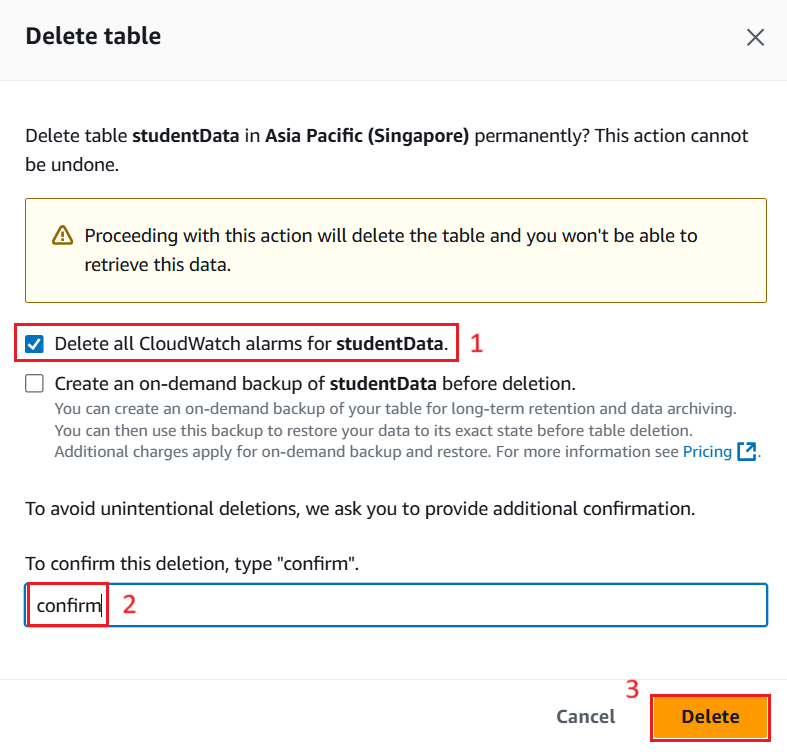 Delete table
Delete table studentData in Asia Pacific (Singapore) permanently? This action cannot
be undone.
Proceeding with this action will delete the table and you won't be able to
retrieve this data.
Delete all CloudWatch alarms for studentData. 1
Create an on-demand backup of studentData before deletion.
You can create an on-demand backup of your table for long-term retention and data archiving.
You can then use this backup to restore your data to its exact state before table deletion.
Additional charges apply for on-demand backup and restore. For more information see Pricing .
To avoid unintentional deletions, we ask you to provide additional confirmation.
To confirm this deletion, type "confirm".
confirm 2
3
Cancel Delete